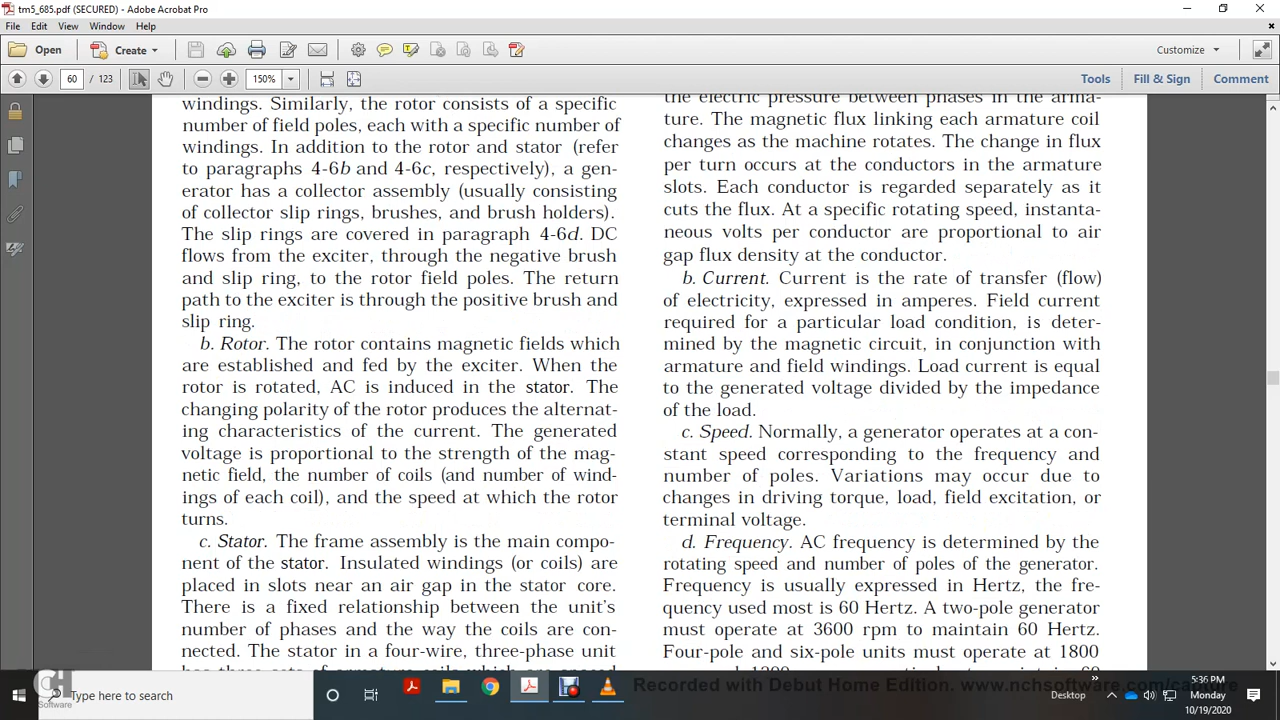 tm5_685.pdf (SECURED) - Adobe Acrobat Pro
File Edit View Window Help
Open Create Customize
60 / 123 150% Tools Fill & Sign Comment
windings. Similarly, the rotor consists of a specific
number of field poles, each with a specific number of
windings. In addition to the rotor and stator (refer
to paragraphs 4-6b and 4-6c, respectively), a gen-
erator has a collector assembly (usually consisting
of collector slip rings, brushes, and brush holders).
The slip rings are covered in paragraph 4-6d. DC
flows from the exciter, through the negative brush
and slip ring, to the rotor field poles. The return
path to the exciter is through the positive brush and
slip ring.
b. Rotor. The rotor contains magnetic fields which
are established and fed by the exciter. When the
rotor is rotated, AC is induced in the stator. The
changing polarity of the rotor produces the alternat-
ing characteristics of the current. The generated
voltage is proportional to the strength of the mag-
netic field, the number of coils (and number of wind-
ings of each coil), and the speed at which the rotor
turns.
c. Stator. The frame assembly is the main compo-
nent of the stator. Insulated windings (or coils) are
placed in slots near an air gap in the stator core.
There is a fixed relationship between the unit's
number of phases and the way the coils are con-
nected. The stator in a four-wire, three-phase unit
has three sets of armature coils which are spaced
the electric pressure between phases in the arma-
ture. The magnetic flux linking each armature coil
changes as the machine rotates. The change in flux
per turn occurs at the conductors in the armature
slots. Each conductor is regarded separately as it
cuts the flux. At a specific rotating speed, instanta-
neous volts per conductor are proportional to air
gap flux density at the conductor.
b. Current. Current is the rate of transfer (flow)
of electricity, expressed in amperes. Field current
required for a particular load condition, is deter-
mined by the magnetic circuit, in conjunction with
armature and field windings. Load current is equal
to the generated voltage divided by the impedance
of the load.
c. Speed. Normally, a generator operates at a con-
stant speed corresponding to the frequency and
number of poles. Variations may occur due to
changes in driving torque, load, field excitation, or
terminal voltage.
d. Frequency. AC frequency is determined by the
rotating speed and number of poles of the generator.
Frequency is usually expressed in Hertz, the fre-
quency used most is 60 Hertz. A two-pole generator
must operate at 3600 rpm to maintain 60 Hertz.
Four-pole and six-pole units must operate at 1800
CH Software
Type here to search
Recorded with Debut Home Edition. www.nchsoftware.com/capture
Desktop
5:36 PM
Monday
10/19/2020